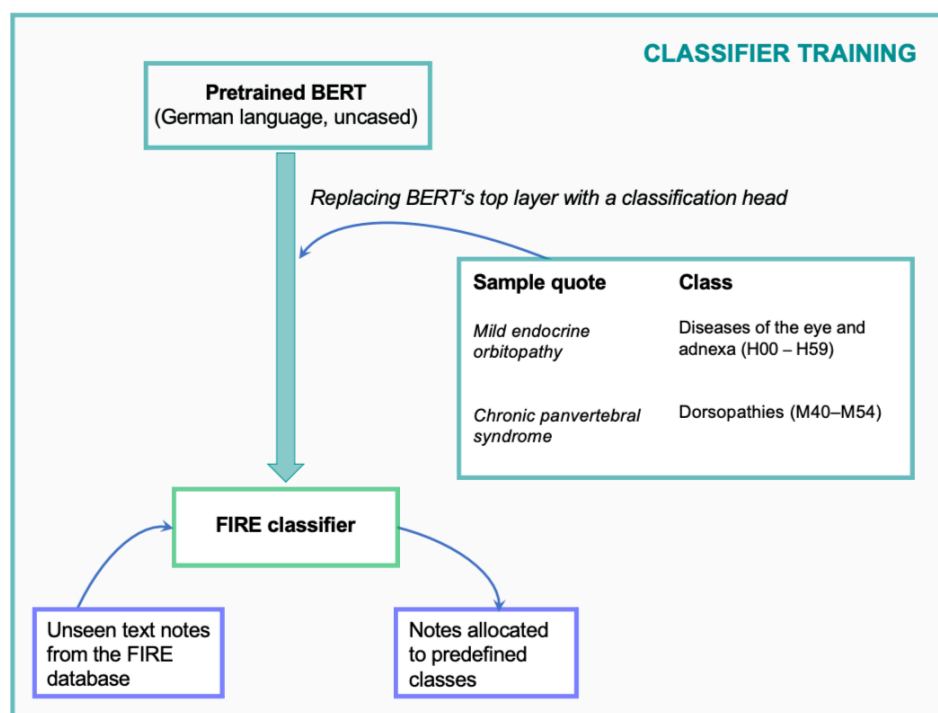 CLASSIFIER TRAINING
Pretrained BERT
(German language, uncased)
Replacing BERT‘s top layer with a classification head
Sample quote
Class
Mild endocrine
orbitopathy
Diseases of the eye and
adnexa (H00 – H59)
Chronic panvertebral
syndrome
Dorsopathies (M40–M54)
FIRE classifier
Unseen text notes
from the FIRE
database
Notes allocated
to predefined
classes